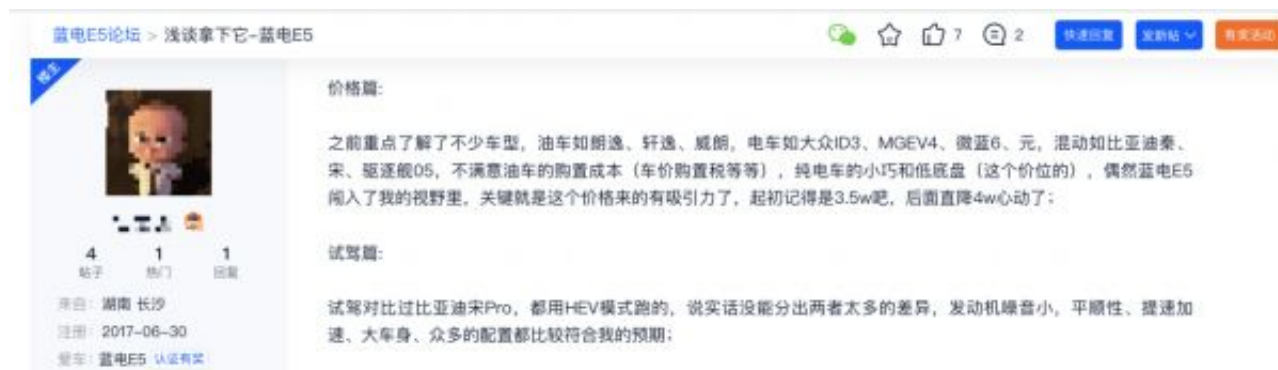 蓝电E5论坛 > 浅谈拿下它-蓝电E5
7
2
快速回复
发新帖
有奖活动
楼主
价格篇:
之前重点了解了不少车型，油车如朗逸、轩逸、威朗，电车如大众ID3、MGEV4、微蓝6、元，混动如比亚迪秦、
宋、驱逐舰05，不满意油车的购置成本（车价购置税等等），纯电车的小巧和低底盘（这个价位的），偶然蓝电E5
闯入了我的视野里，关键就是这个价格来的有吸引力了，起初记得是3.5w吧，后面直降4w心动了；
4 1 1
帖子 热门 回复
试驾篇:
来自: 湖南 长沙
注册: 2017-06-30
爱车: 蓝电E5 认证有奖
试驾对比过比亚迪宋Pro，都用HEV模式跑的，说实话没能分出两者太多的差异，发动机噪音小，平顺性、提速加
速、大车身、众多的配置都比较符合我的预期；